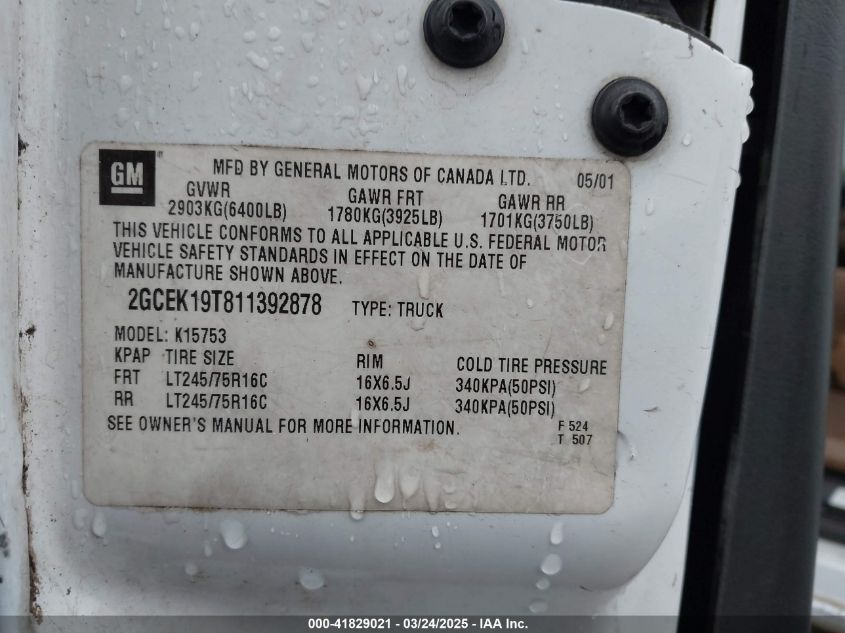 GM MFD BY GENERAL MOTORS OF CANADA LTD. 05/01
GVWR GAWR FRT GAWR RR
2903KG(6400LB) 1780KG(3925LB) 1701KG(3750LB)
THIS VEHICLE CONFORMS TO ALL APPLICABLE U.S. FEDERAL MOTOR
VEHICLE SAFETY STANDARDS IN EFFECT ON THE DATE OF
MANUFACTURE SHOWN ABOVE.
2GCEK19T811392878 TYPE: TRUCK
MODEL: K15753
KPAP TIRE SIZE RIM COLD TIRE PRESSURE
FRT LT245/75R16C 16X6.5J 340KPA(50PSI)
RR LT245/75R16C 16X6.5J 340KPA(50PSI)
SEE OWNER'S MANUAL FOR MORE INFORMATION. F 524
T 507
000-41829021 - 03/24/2025 - IAA Inc.